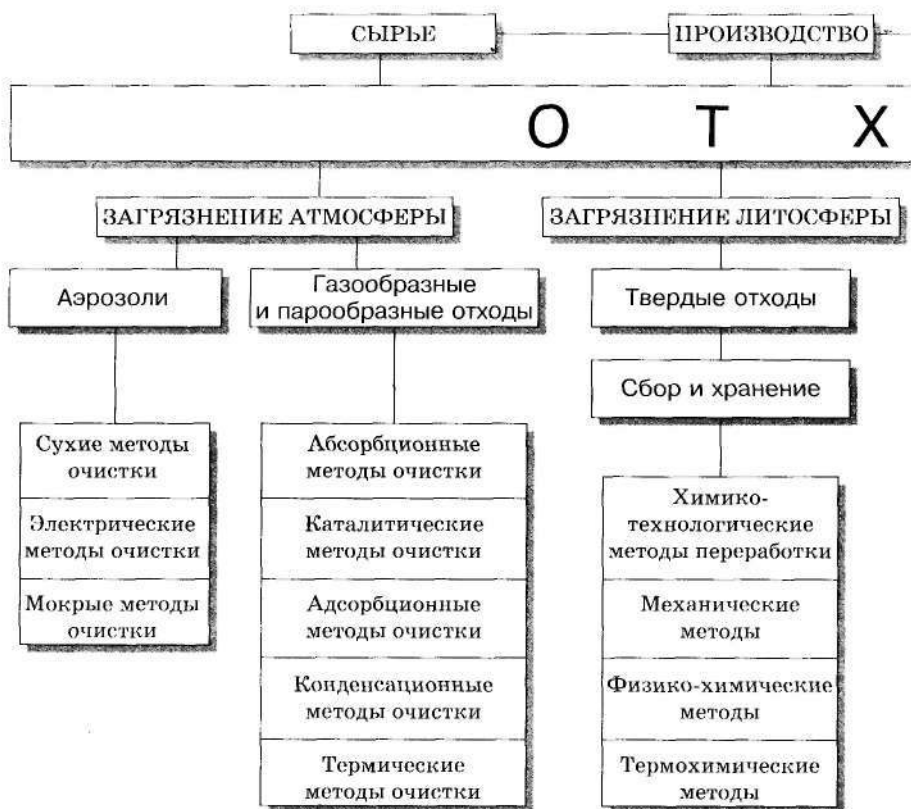 СЫРЬЕ
ПРОИЗВОДСТВО
О Т Х
ЗАГРЯЗНЕНИЕ АТМОСФЕРЫ
ЗАГРЯЗНЕНИЕ ЛИТОСФЕРЫ
Аэрозоли
Газообразные
и парообразные отходы
Твердые отходы
Сбор и хранение
Сухие методы
очистки
Электрические
методы очистки
Мокрые методы
очистки
Абсорбционные
методы очистки
Каталитические
методы очистки
Адсорбционные
методы очистки
Конденсационные
методы очистки
Термические
методы очистки
Химико-
технологические
методы переработки
Механические
методы
Физико-химические
методы
Термохимические
методы